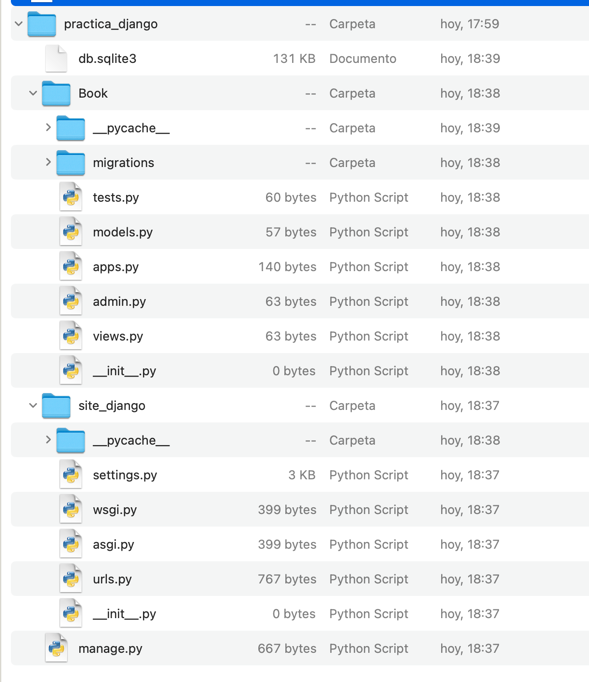 practica_django -- Carpeta hoy, 17:59
db.sqlite3 131 KB Documento hoy, 18:39
Book -- Carpeta hoy, 18:38
__pycache__ -- Carpeta hoy, 18:39
migrations -- Carpeta hoy, 18:38
tests.py 60 bytes Python Script hoy, 18:38
models.py 57 bytes Python Script hoy, 18:38
apps.py 140 bytes Python Script hoy, 18:38
admin.py 63 bytes Python Script hoy, 18:38
views.py 63 bytes Python Script hoy, 18:38
__init__.py 0 bytes Python Script hoy, 18:38
site_django -- Carpeta hoy, 18:37
__pycache__ -- Carpeta hoy, 18:38
settings.py 3 KB Python Script hoy, 18:37
wsgi.py 399 bytes Python Script hoy, 18:37
asgi.py 399 bytes Python Script hoy, 18:37
urls.py 767 bytes Python Script hoy, 18:37
__init__.py 0 bytes Python Script hoy, 18:37
manage.py 667 bytes Python Script hoy, 18:37